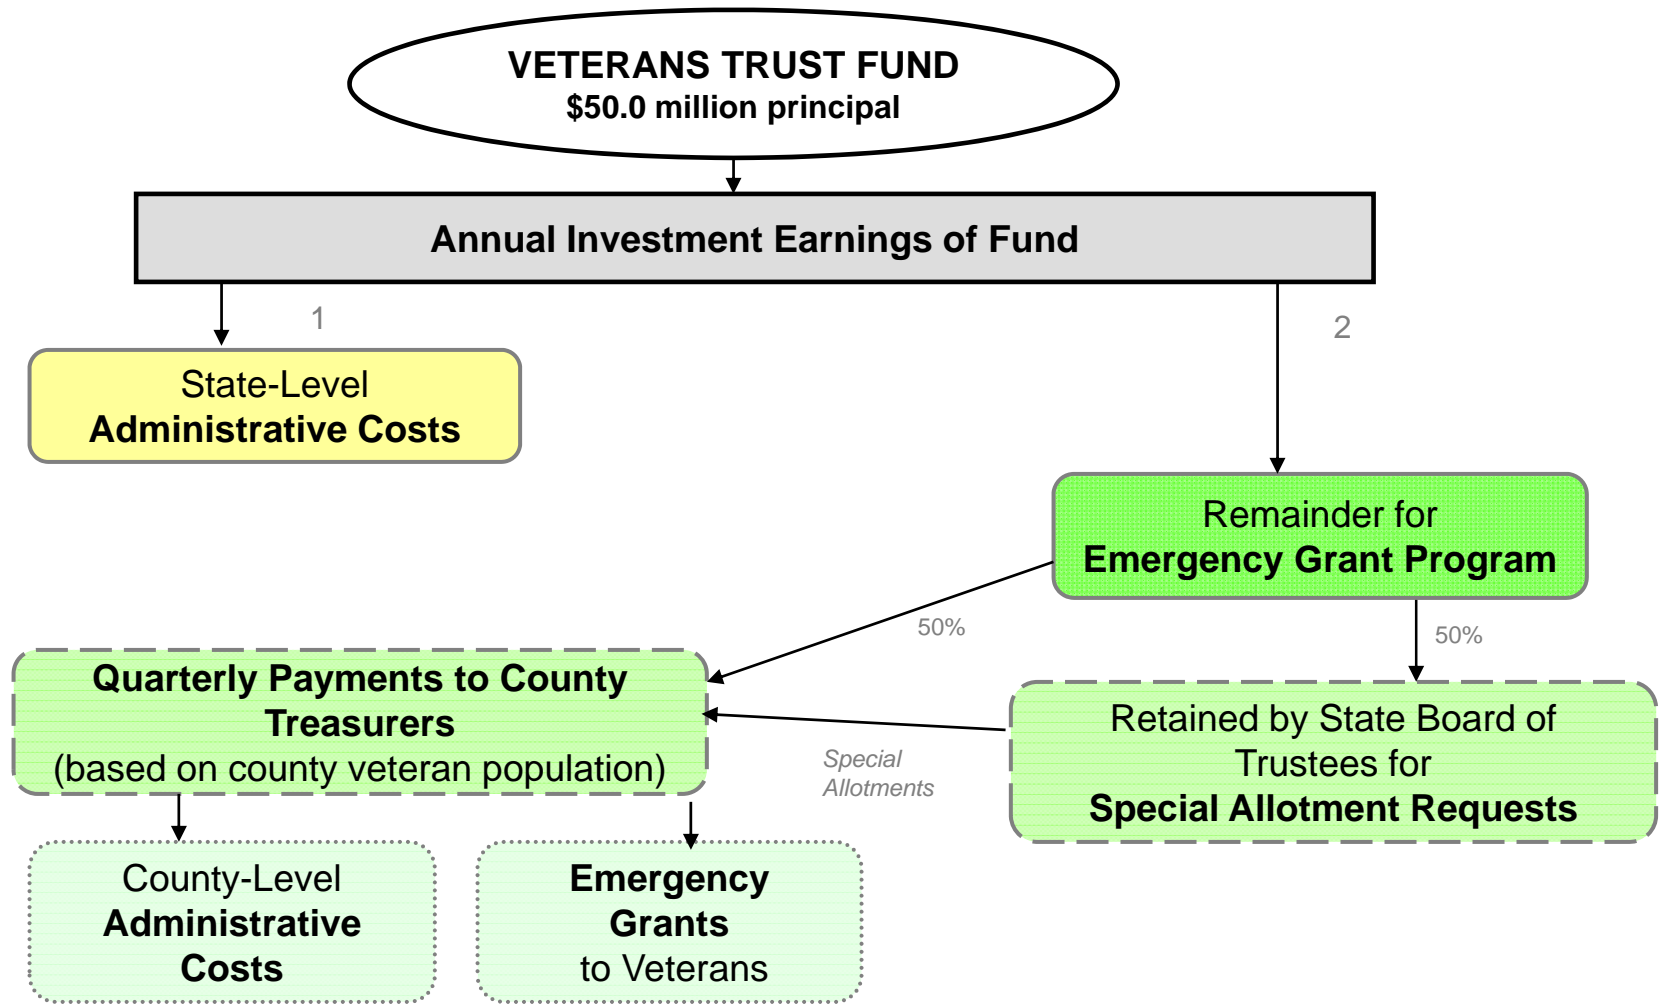 VETERANS TRUST FUND
$50.0 million principal
Annual Investment Earnings of Fund
1
2
State-Level
Administrative Costs
Remainder for
Emergency Grant Program
50%
50%
Quarterly Payments to County
Treasurers
(based on county veteran population)
Special
Allotments
Retained by State Board of
Trustees for
Special Allotment Requests
County-Level
Administrative
Costs
Emergency
Grants
to Veterans